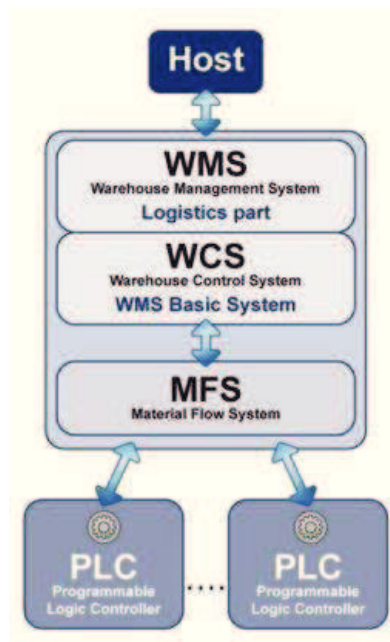 Host
WMS
Warehouse Management System
Logistics part
WCS
Warehouse Control System
WMS Basic System
MFS
Material Flow System
PLC
Programmable
Logic Controller
.....
PLC
Programmable
Logic Controller